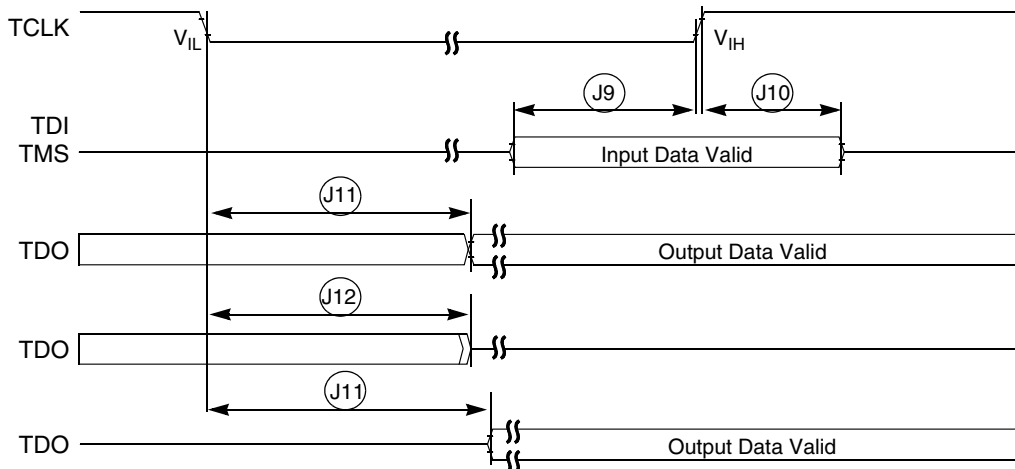 TCLK
VIL
VIH
J9
J10
TDI
TMS
Input Data Valid
J11
TDO
Output Data Valid
J12
TDO
J11
TDO
Output Data Valid